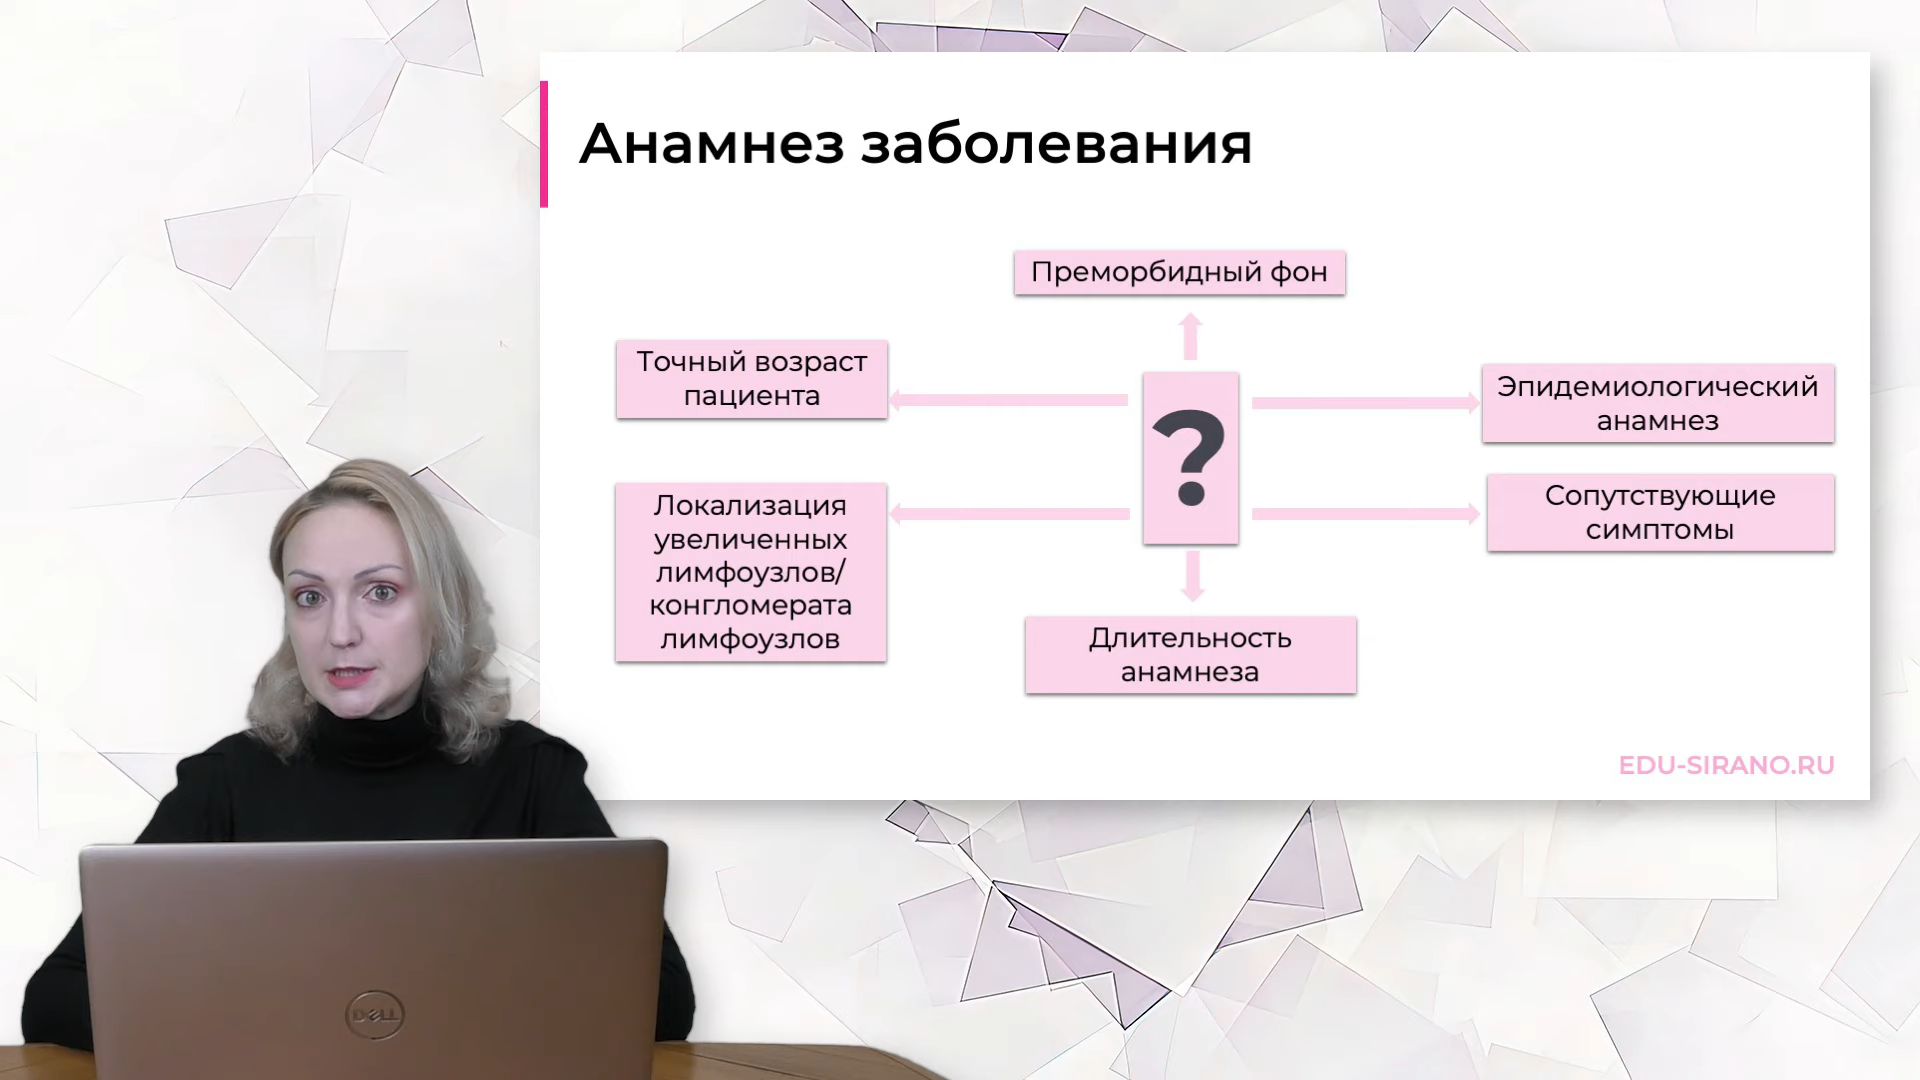 Анамнез заболевания
Преморбидный фон
Точный возраст
пациента
?
Эпидемиологический
анамнез
Локализация
увеличенных
лимфоузлов/
конгломерата
лимфоузлов
Сопутствующие
симптомы
Длительность
анамнеза
EDU-SIRANO.RU
DELL